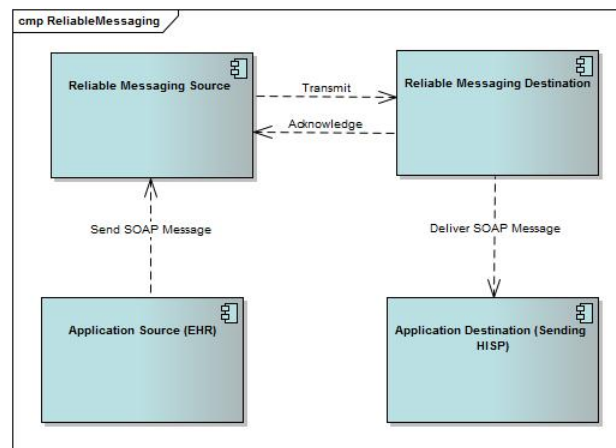 cmp ReliableMessaging
Reliable Messaging Source
Reliable Messaging Destination
Transmit
Acknowledge
Send SOAP Message
Deliver SOAP Message
Application Source (EHR)
Application Destination (Sending
HISP)